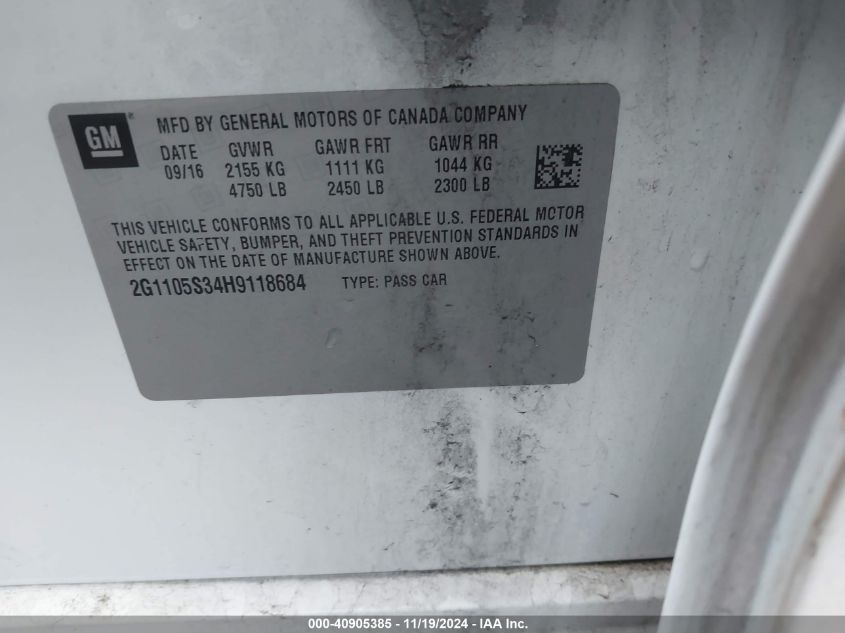 GM
MFD BY GENERAL MOTORS OF CANADA COMPANY
DATE GVWR GAWR FRT GAWR RR
09/16 2155 KG 1111 KG 1044 KG
4750 LB 2450 LB 2300 LB
THIS VEHICLE CONFORMS TO ALL APPLICABLE U.S. FEDERAL MOTOR
VEHICLE SAFETY, BUMPER, AND THEFT PREVENTION STANDARDS IN
EFFECT ON THE DATE OF MANUFACTURE SHOWN ABOVE.
2G1105S34H9118684 TYPE: PASS CAR
000-40905385 - 11/19/2024 - IAA Inc.